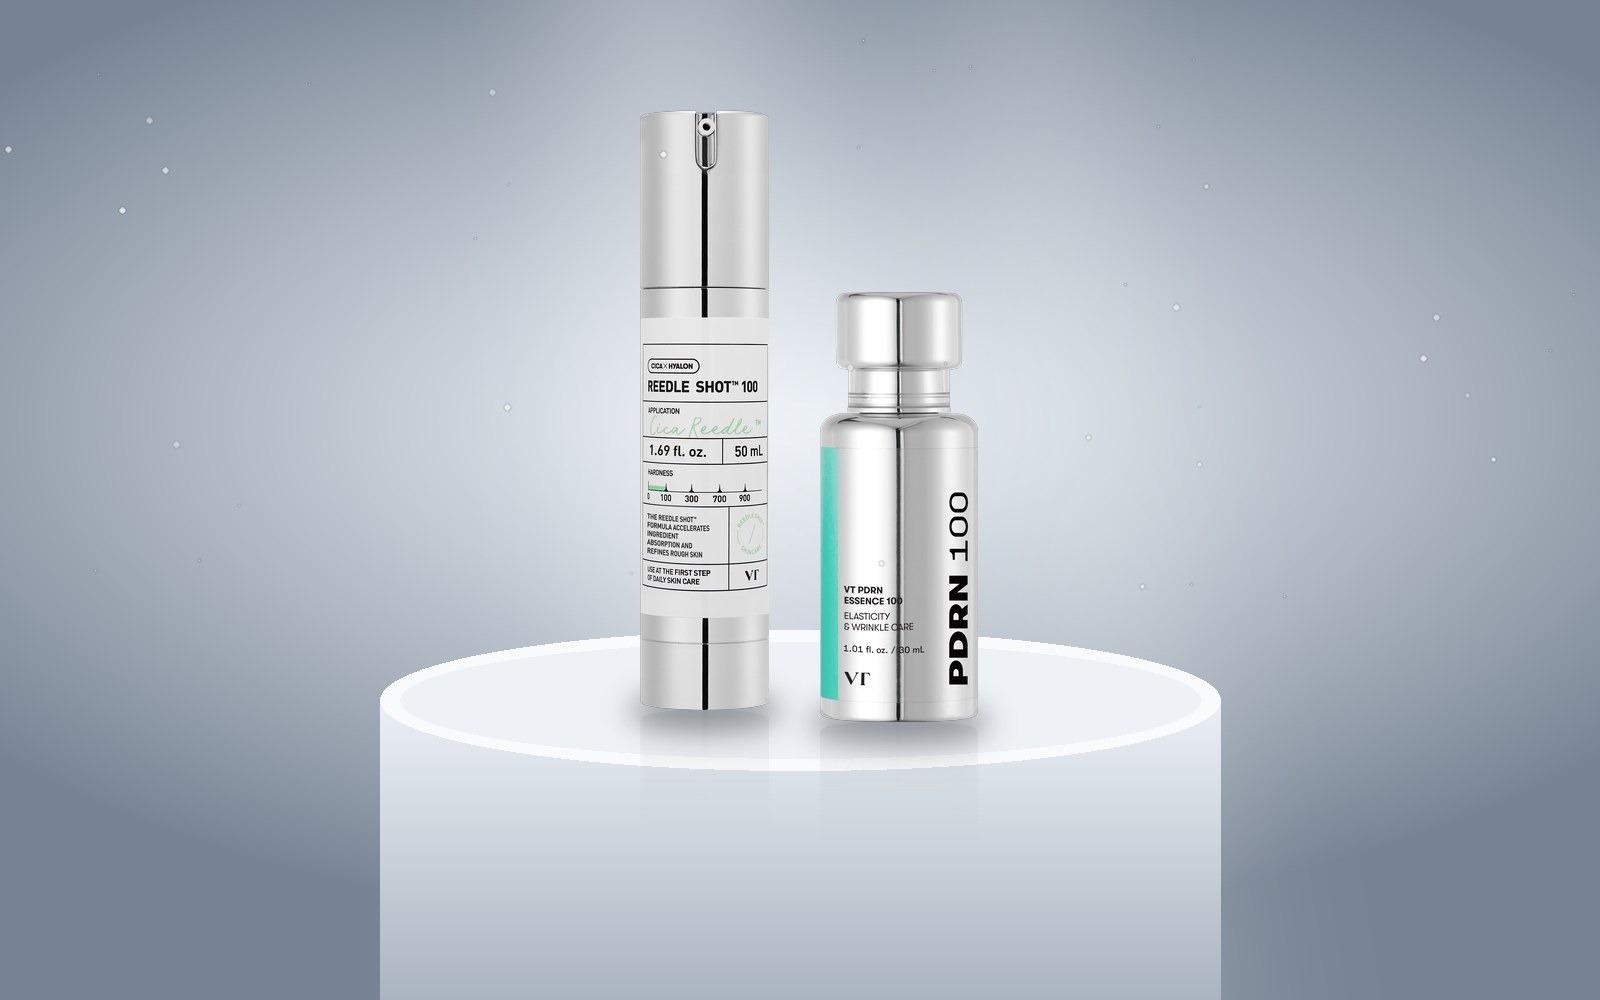 CICA × HYALON
REEDLE SHOT™ 100
APPLICATION
Cica Reedle™
1.69 fl. oz. 50 mL
HARDNESS
0 100 300 700 900
THE REEDLE SHOT™
FORMULA ACCELERATES
INGREDIENT
ABSORPTION AND
REFINES ROUGH SKIN
USE AT THE FIRST STEP
OF DAILY SKIN CARE
VT
VT PDRN
ESSENCE 100
ELASTICITY
& WRINKLE CARE
1.01 fl. oz. / 30 mL
VT
PDRN 100